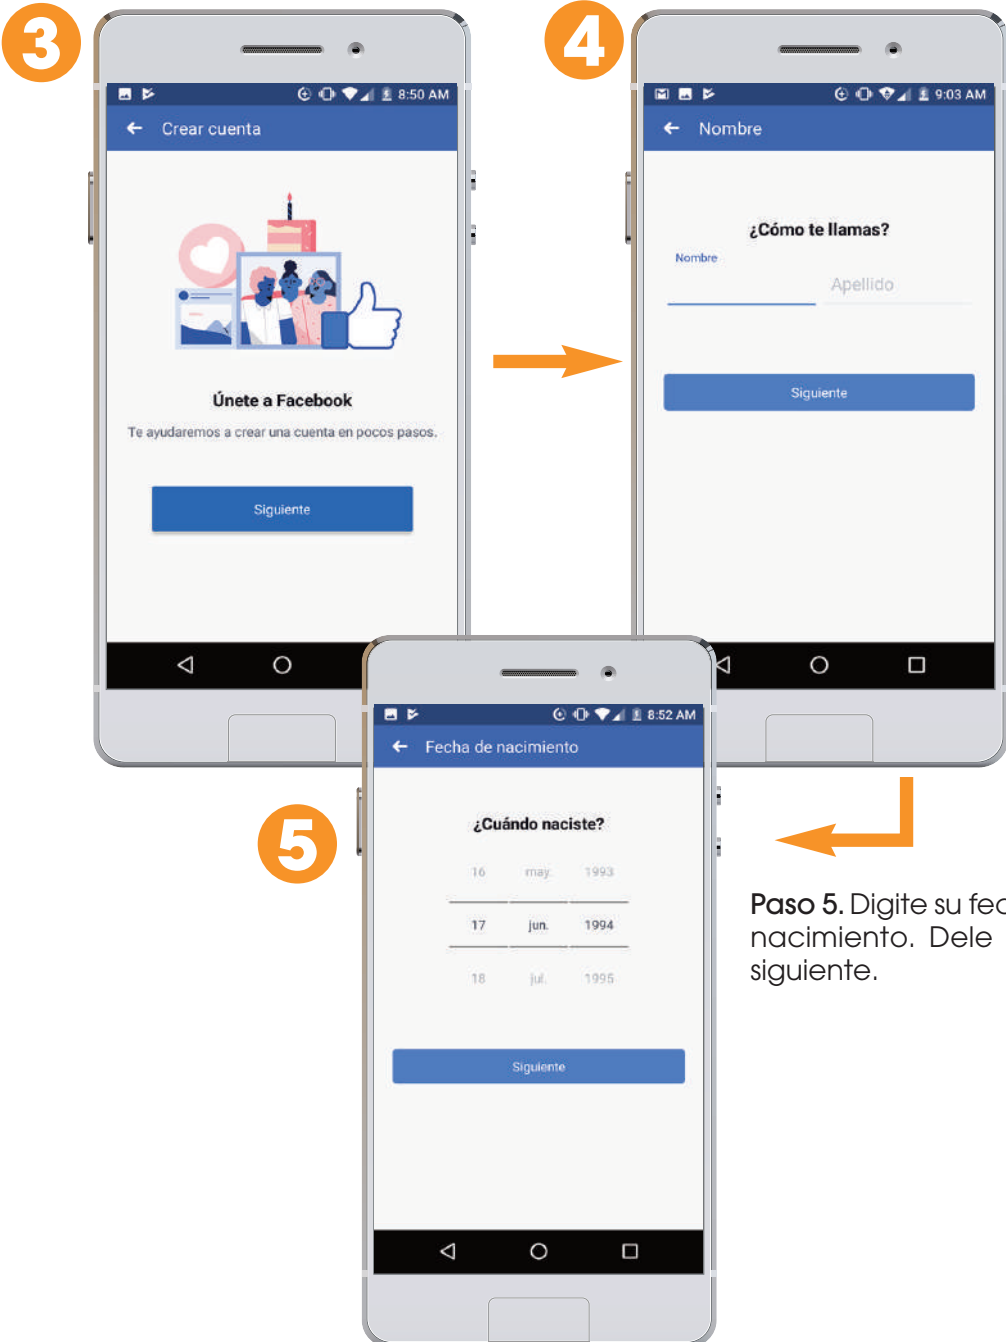 3
8:50 AM
Crear cuenta
Únete a Facebook
Te ayudaremos a crear una cuenta en pocos pasos.
Siguiente
4
9:03 AM
Nombre
¿Cómo te llamas?
Nombre
Apellido
Siguiente
5
8:52 AM
Fecha de nacimiento
¿Cuándo naciste?
16 may. 1993
17 jun. 1994
18 jul. 1995
Siguiente
Paso 5. Digite su fec
nacimiento. Dele
siguiente.